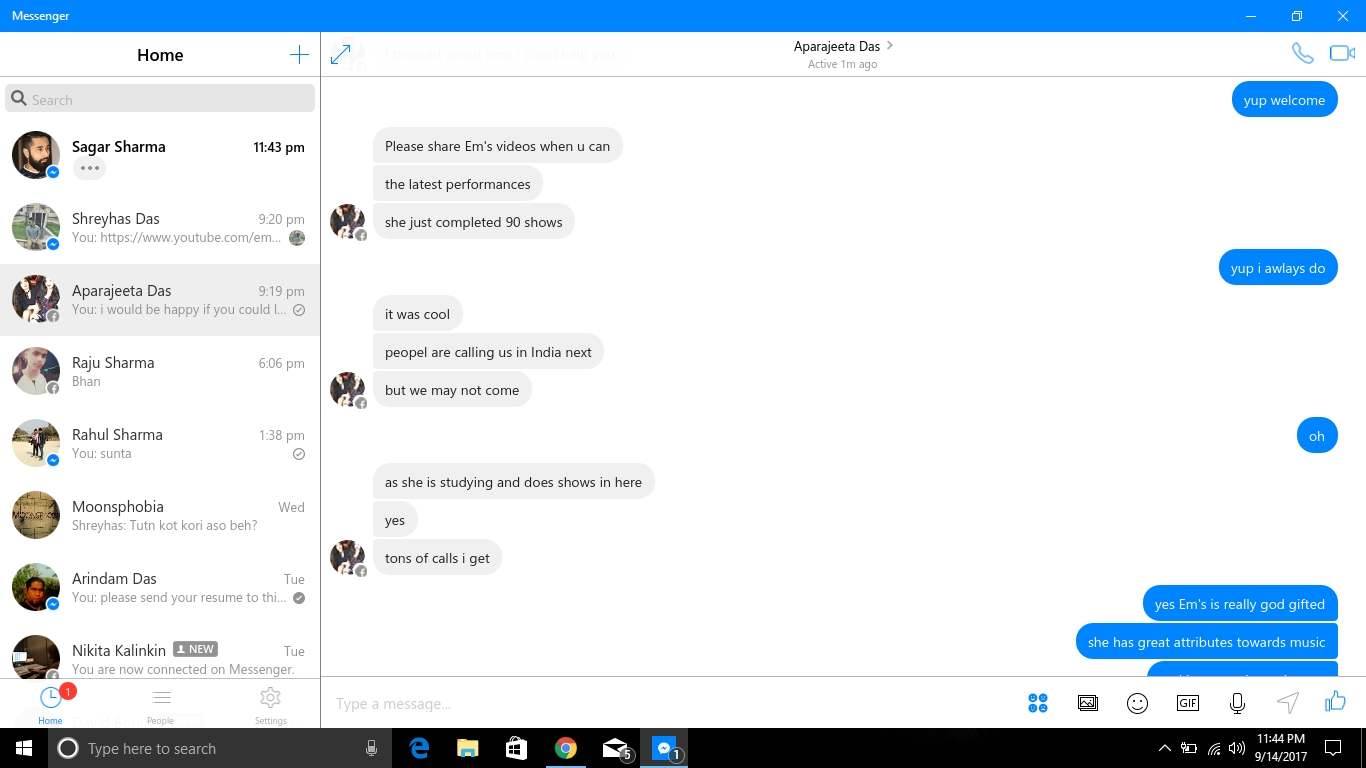 Messenger
Home
Search
Sagar Sharma 11:43 pm
Shreyhas Das 9:20 pm
You: https://www.youtube.com/em...
Aparajeeta Das 9:19 pm
You: i would be happy if you could l...
Raju Sharma 6:06 pm
Bhan
Rahul Sharma 1:38 pm
You: sunta
Moonsphobia Wed
Shreyhas: Tutn kot kori aso beh?
Arindam Das Tue
You: please send your resume to thi...
Nikita Kalinkin NEW Tue
You are now connected on Messenger.
1
Home People Settings
Aparajeeta Das
Active 1m ago
yup welcome
Please share Em's videos when u can
the latest performances
she just completed 90 shows
yup i awlays do
it was cool
peopel are calling us in India next
but we may not come
oh
as she is studying and does shows in here
yes
tons of calls i get
yes Em's is really god gifted
she has great attributes towards music
Type a message...
GIF
Type here to search
5
1
11:44 PM
9/14/2017